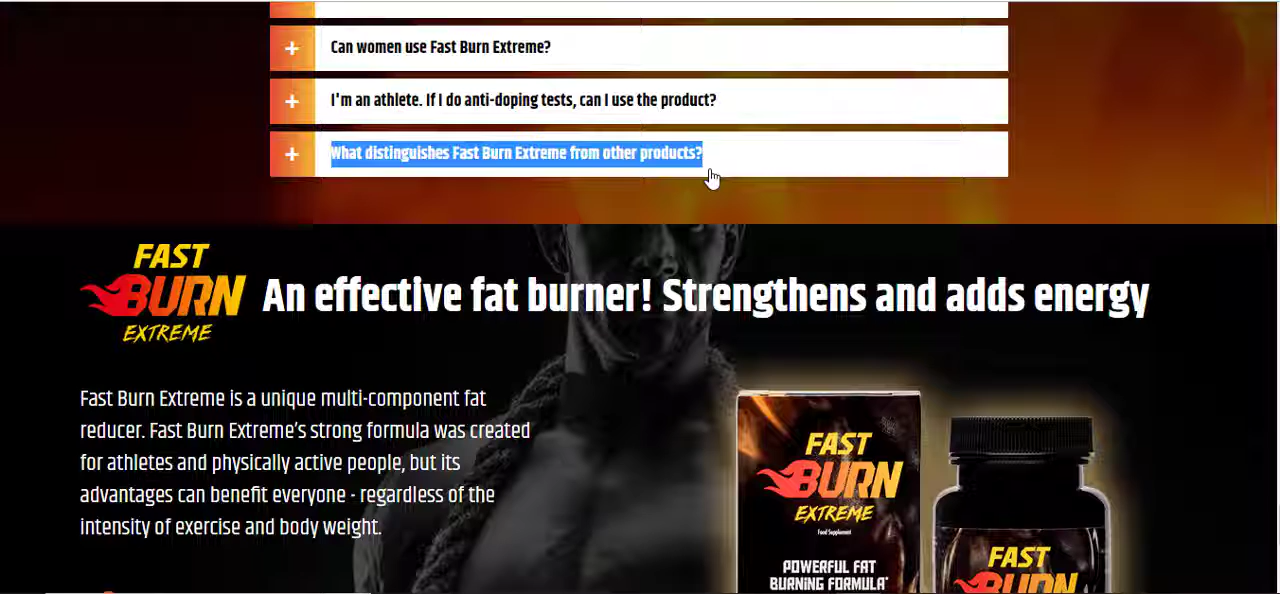 Can women use Fast Burn Extreme?
I'm an athlete. If I do anti-doping tests, can I use the product?
What distinguishes Fast Burn Extreme from other products?
FAST
BURN
EXTREME
An effective fat burner! Strengthens and adds energy
Fast Burn Extreme is a unique multi-component fat
reducer. Fast Burn Extreme's strong formula was created
for athletes and physically active people, but its
advantages can benefit everyone - regardless of the
intensity of exercise and body weight.
FAST
BURN
EXTREME
Food Supplement
POWERFUL FAT
BURNING FORMULA*
FAST
BURN